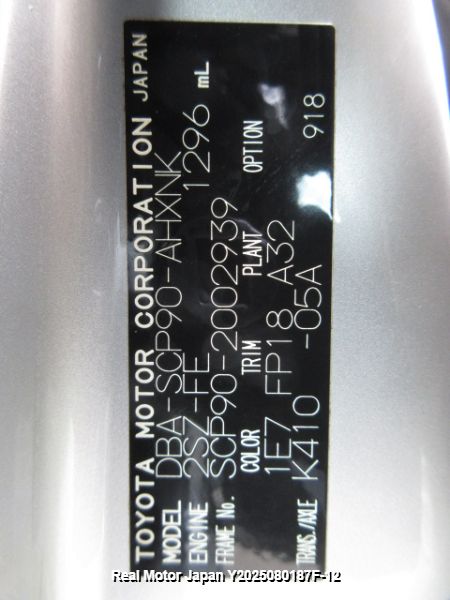 TOYOTA MOTOR CORPORATION JAPAN
MODEL DBA-SCP90-AHXNK
ENGINE 2SZ-FE 1296 mL
FRAME No. SCP90-2002939
COLOR TRIM PLANT OPTION
1E7 FP18 A32
TRANS./AXLE K410 -05A 918
Real Motor Japan Y2025080187F-12